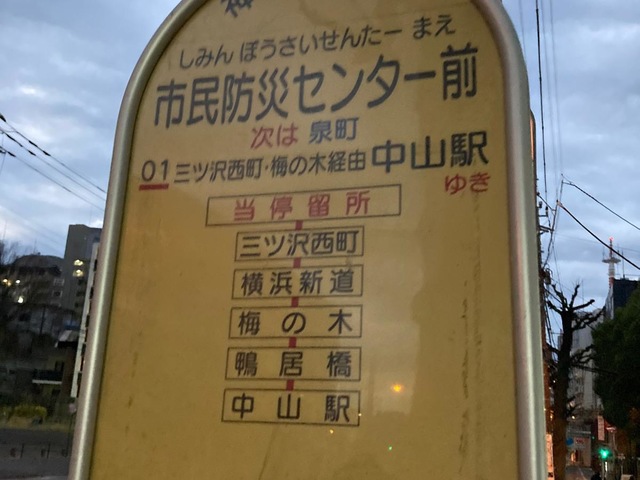 しみん ぼうさいせんたー まえ
市民防災センター前
次は 泉町
01 三ツ沢西町・梅の木経由 中山駅
ゆき
当停留所
三ツ沢西町
横浜新道
梅の木
鴨居橋
中山駅